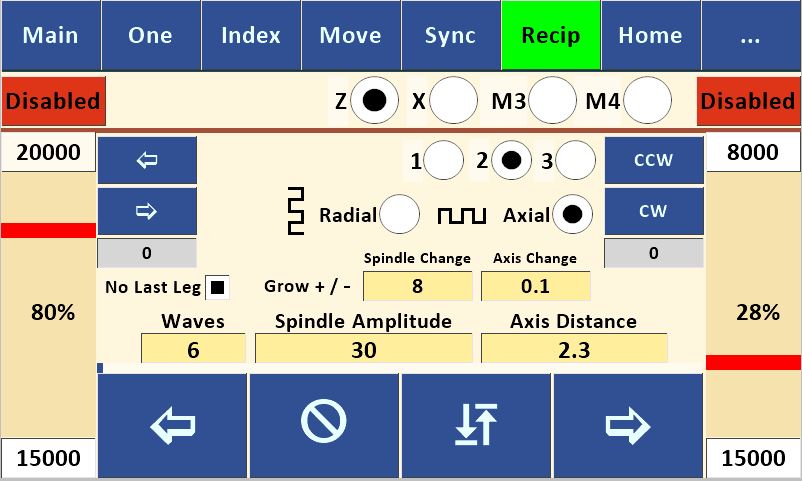 Main One Index Move Sync Recip Home ...
Disabled Z X M3 M4 Disabled
20000 1 2 3 CCW 8000
Radial Axial CW
0 0
Spindle Change Axis Change
No Last Leg Grow + / - 8 0.1
80% 28%
Waves Spindle Amplitude Axis Distance
6 30 2.3
15000 15000